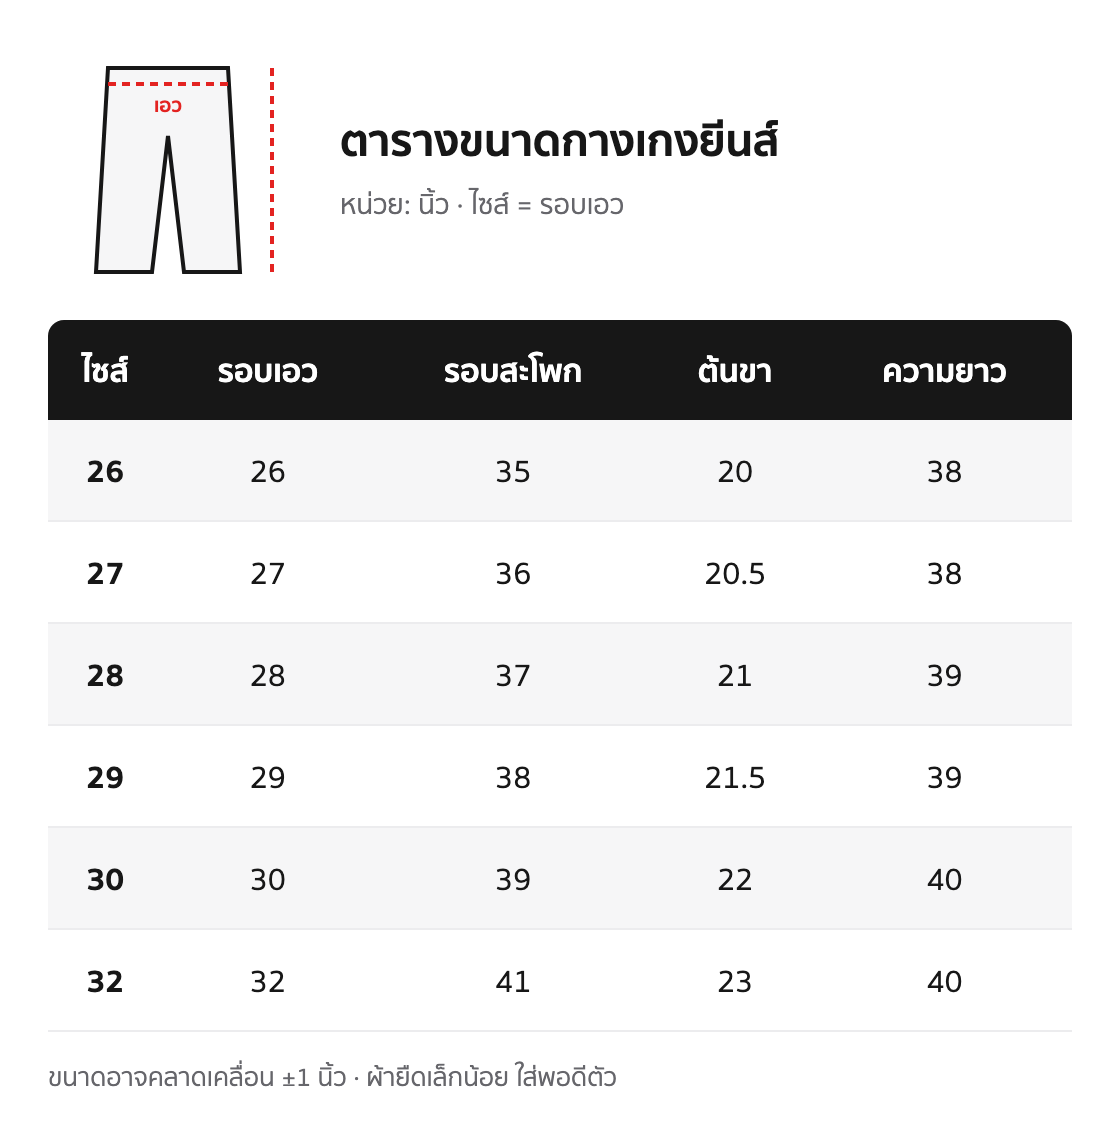 เอว
ตารางขนาดกางเกงยีนส์
หน่วย: นิ้ว · ไซส์ = รอบเอว
ไซส์ รอบเอว รอบสะโพก ต้นขา ความยาว
26 26 35 20 38
27 27 36 20.5 38
28 28 37 21 39
29 29 38 21.5 39
30 30 39 22 40
32 32 41 23 40
ขนาดอาจคลาดเคลื่อน ±1 นิ้ว · ผ้ายืดเล็กน้อย ใส่พอดีตัว